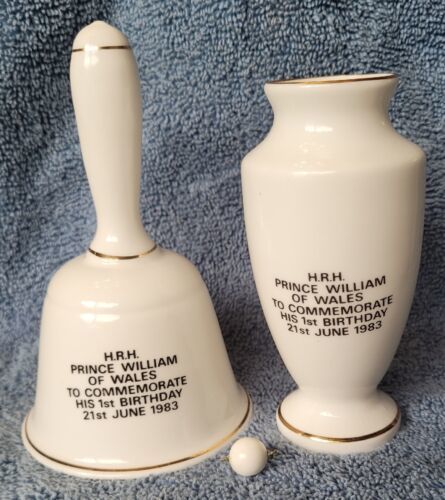 H.R.H.
PRINCE WILLIAM
OF WALES
TO COMMEMORATE
HIS 1st BIRTHDAY
21st JUNE 1983
H.R.H.
PRINCE WILLIAM
OF WALES
TO COMMEMORATE
HIS 1st BIRTHDAY
21st JUNE 1983